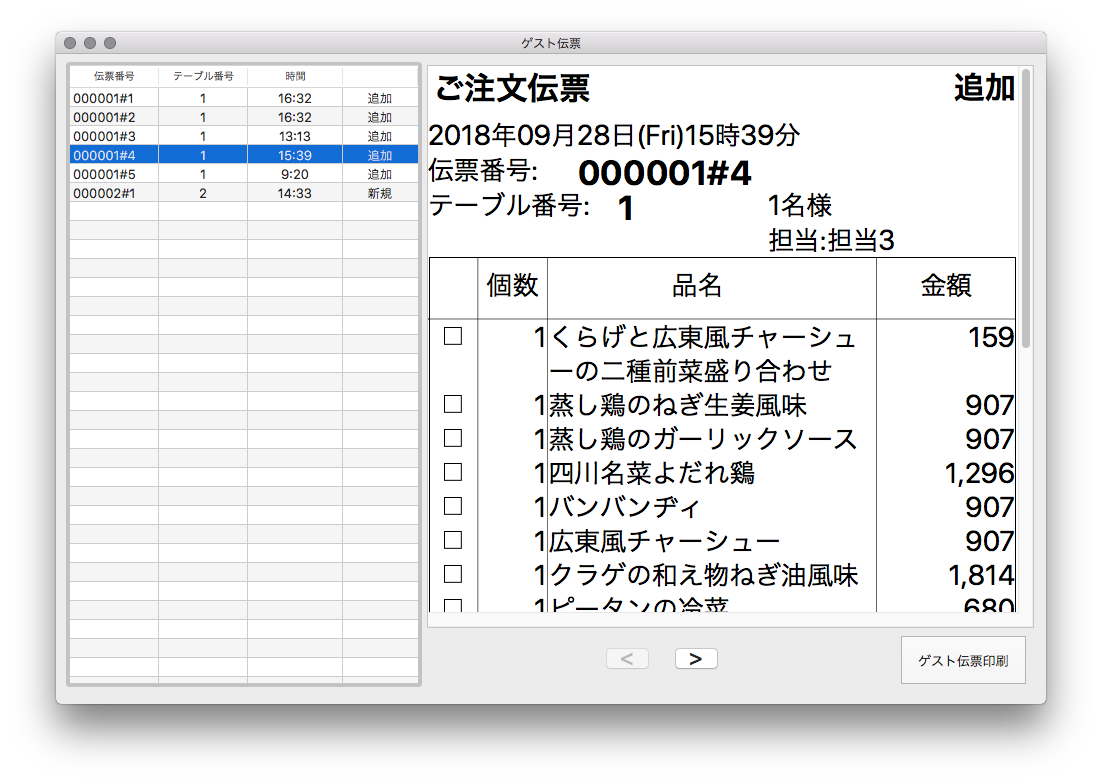 ゲスト伝票
伝票番号 テーブル番号 時間
000001#1 1 16:32 追加
000001#2 1 16:32 追加
000001#3 1 13:13 追加
000001#4 1 15:39 追加
000001#5 1 9:20 追加
000002#1 2 14:33 新規
ご注文伝票 追加
2018年09月28日(Fri)15時39分
伝票番号: 000001#4
テーブル番号: 1 1名様
担当:担当3
個数 品名 金額
1 くらげと広東風チャーシュ 159
ーの二種前菜盛り合わせ
1 蒸し鶏のねぎ生姜風味 907
1 蒸し鶏のガーリックソース 907
1 四川名菜よだれ鶏 1,296
1 バンバンヂィ 907
1 広東風チャーシュー 907
1 クラゲの和え物ねぎ油風味 1,814
1 ピータンの冷菜 680
< >
ゲスト伝票印刷